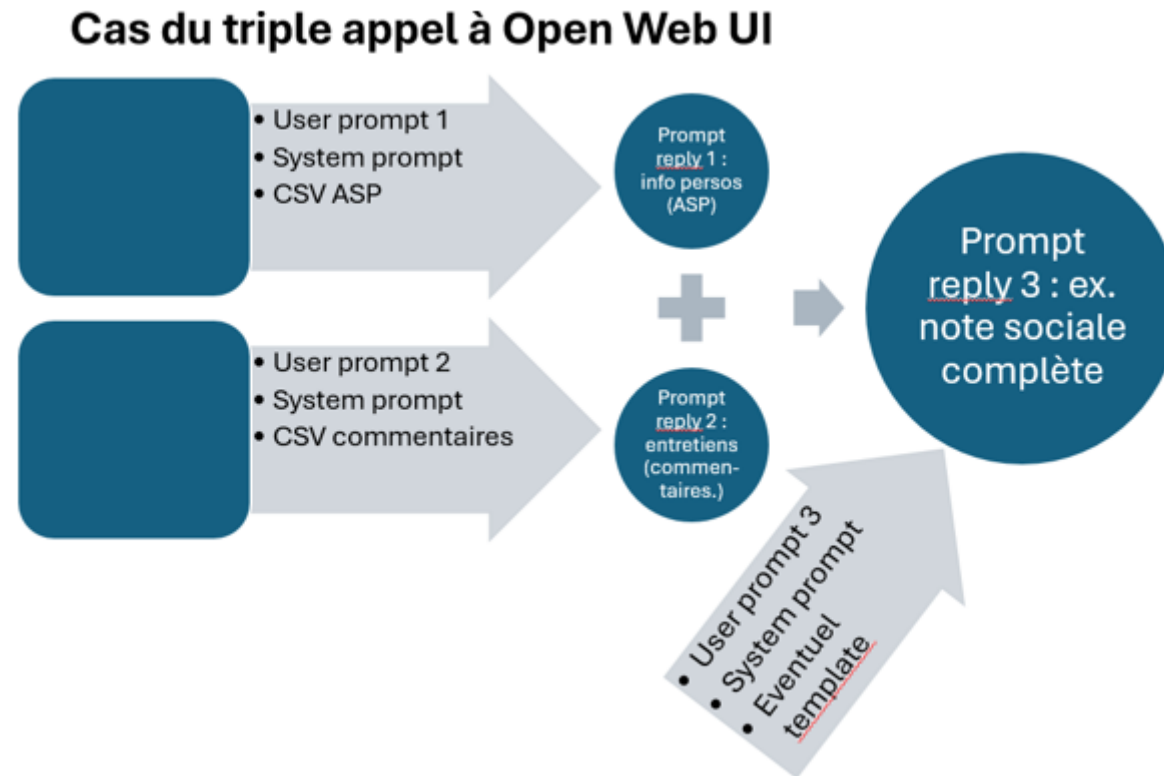 Cas du triple appel à Open Web UI
• User prompt 1
• System prompt
• CSV ASP
Prompt
reply 1 :
info persos
(ASP)
• User prompt 2
• System prompt
• CSV commentaires
Prompt
reply 2 :
entretiens
(commen-
taires.)
Prompt
reply 3 : ex.
note sociale
complète
• User prompt 3
• System prompt
• Eventuel
template